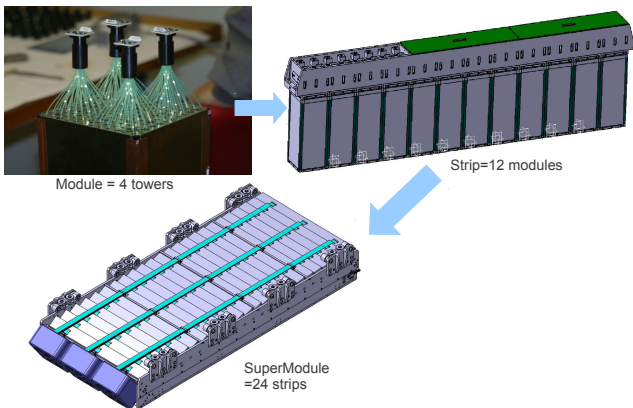 Module = 4 towers
Strip=12 modules
SuperModule
=24 strips